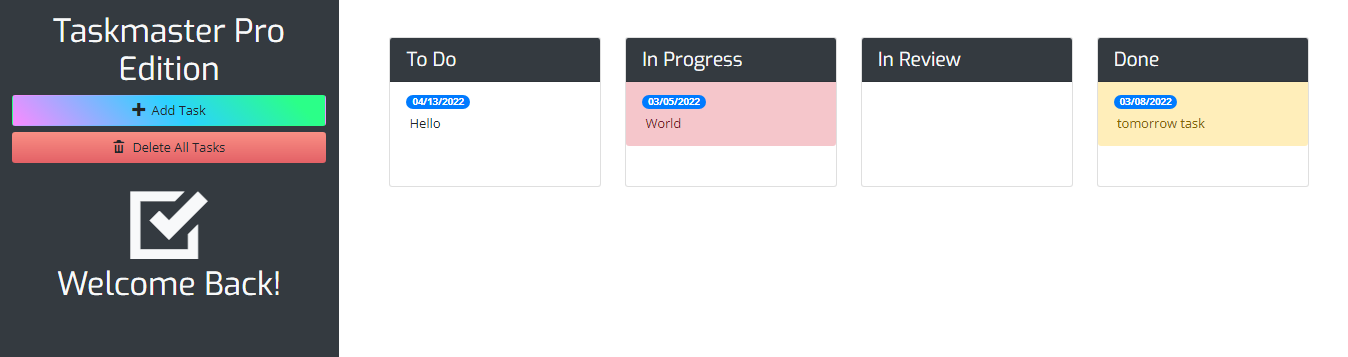 Taskmaster Pro
Edition
Add Task
Delete All Tasks
Welcome Back!
To Do
04/13/2022
Hello
In Progress
03/05/2022
World
In Review
Done
03/08/2022
tomorrow task